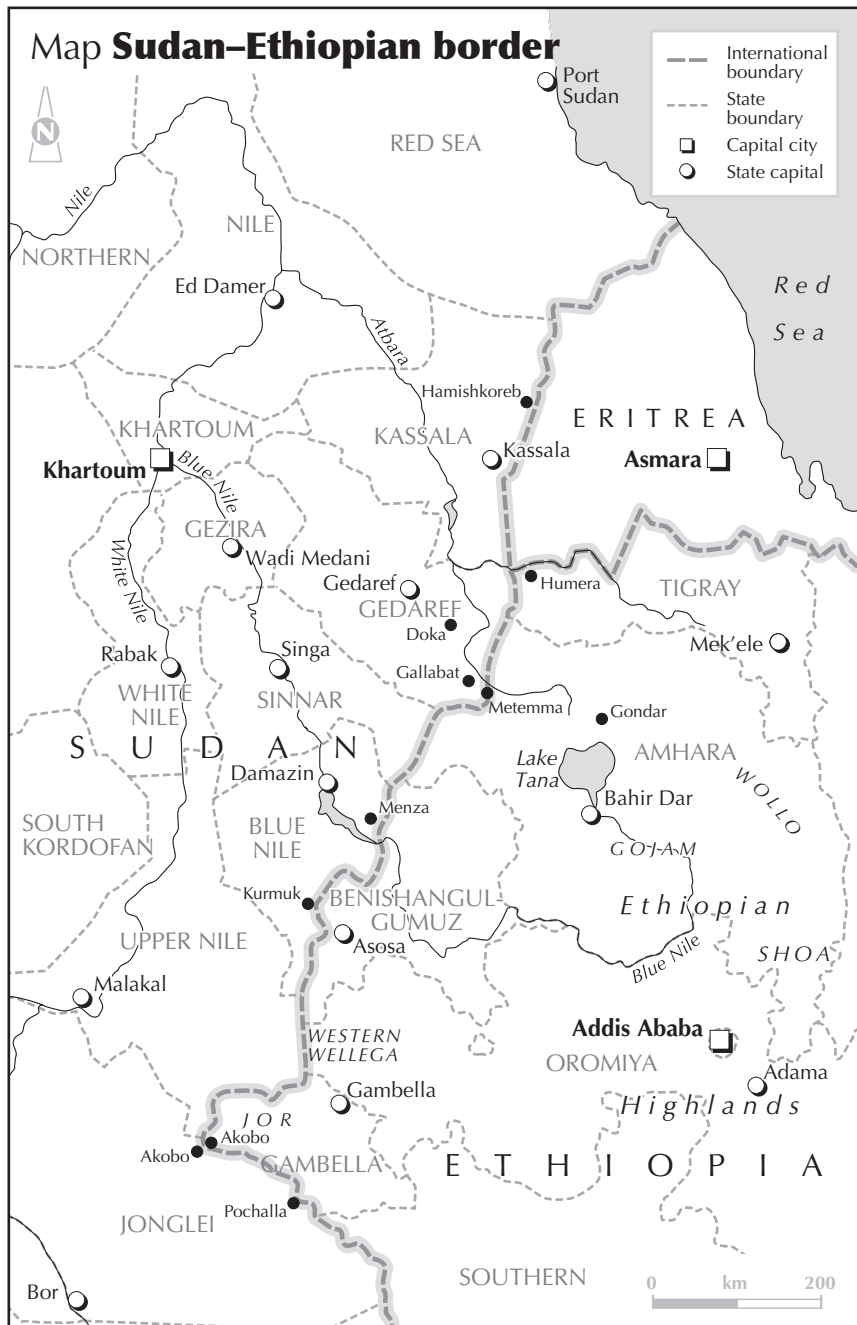 Map Sudan–Ethiopian border
International
boundary
State
boundary
Capital city
State capital
N
Port
Sudan
RED SEA
Nile
NILE
NORTHERN
Ed Damer
Red
Sea
Atbara
Hamishkoreb
ERITREA
KHARTOUM
KASSALA
Kassala
Asmara
Khartoum
Blue Nile
GEZIRA
Wadi Medani
White Nile
Gedaref
GEDAREF
Humera
TIGRAY
Doka
Mek'ele
Rabak
Singa
Gallabat
WHITE
NILE
SINNAR
Metemma
Gondar
SUDAN
AMHARA
Lake
Tana
WOLLO
Damazin
Bahir Dar
Menza
SOUTH
KORDOFAN
BLUE
NILE
GOJAM
Kurmuk
BENISHANGUL-
GUMUZ
Ethiopian
UPPER NILE
Asosa
Blue Nile
SHOA
Malakal
WESTERN
WELLEGA
Addis Ababa
OROMIYA
Adama
Gambella
Highlands
JOR
Akobo
Akobo
GAMBELLA
ETHIOPIA
Pochalla
JONGLEI
SOUTHERN
Bor
0 km 200